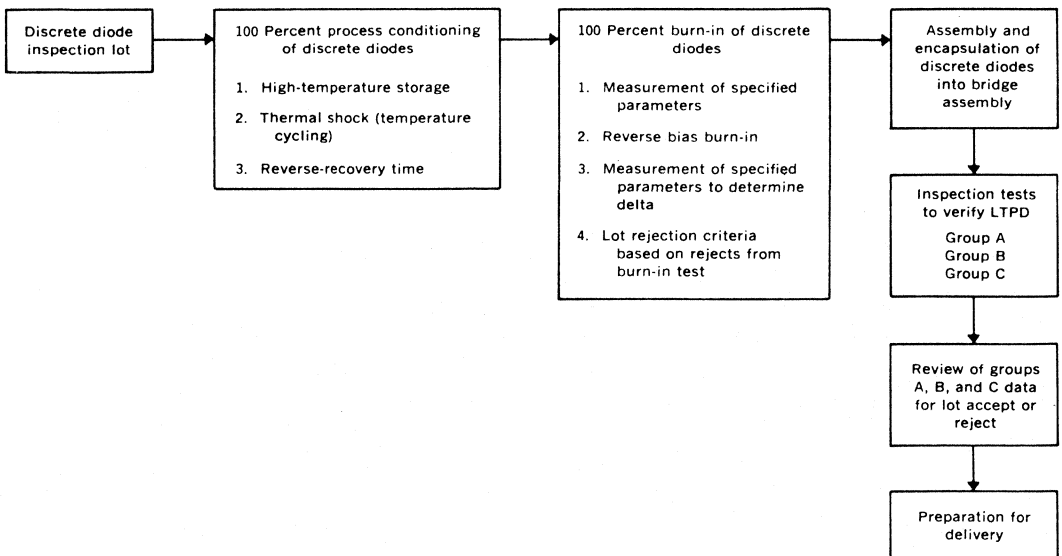 Discrete diode
inspection lot
100 Percent process conditioning
of discrete diodes
1. High-temperature storage
2. Thermal shock (temperature
cycling)
3. Reverse-recovery time
100 Percent burn-in of discrete
diodes
1. Measurement of specified
parameters
2. Reverse bias burn-in
3. Measurement of specified
parameters to determine
delta
4. Lot rejection criteria
based on rejects from
burn-in test
Assembly and
encapsulation of
discrete diodes
into bridge
assembly
Inspection tests
to verify LTPD
Group A
Group B
Group C
Review of groups
A, B, and C data
for lot accept or
reject
Preparation for
delivery